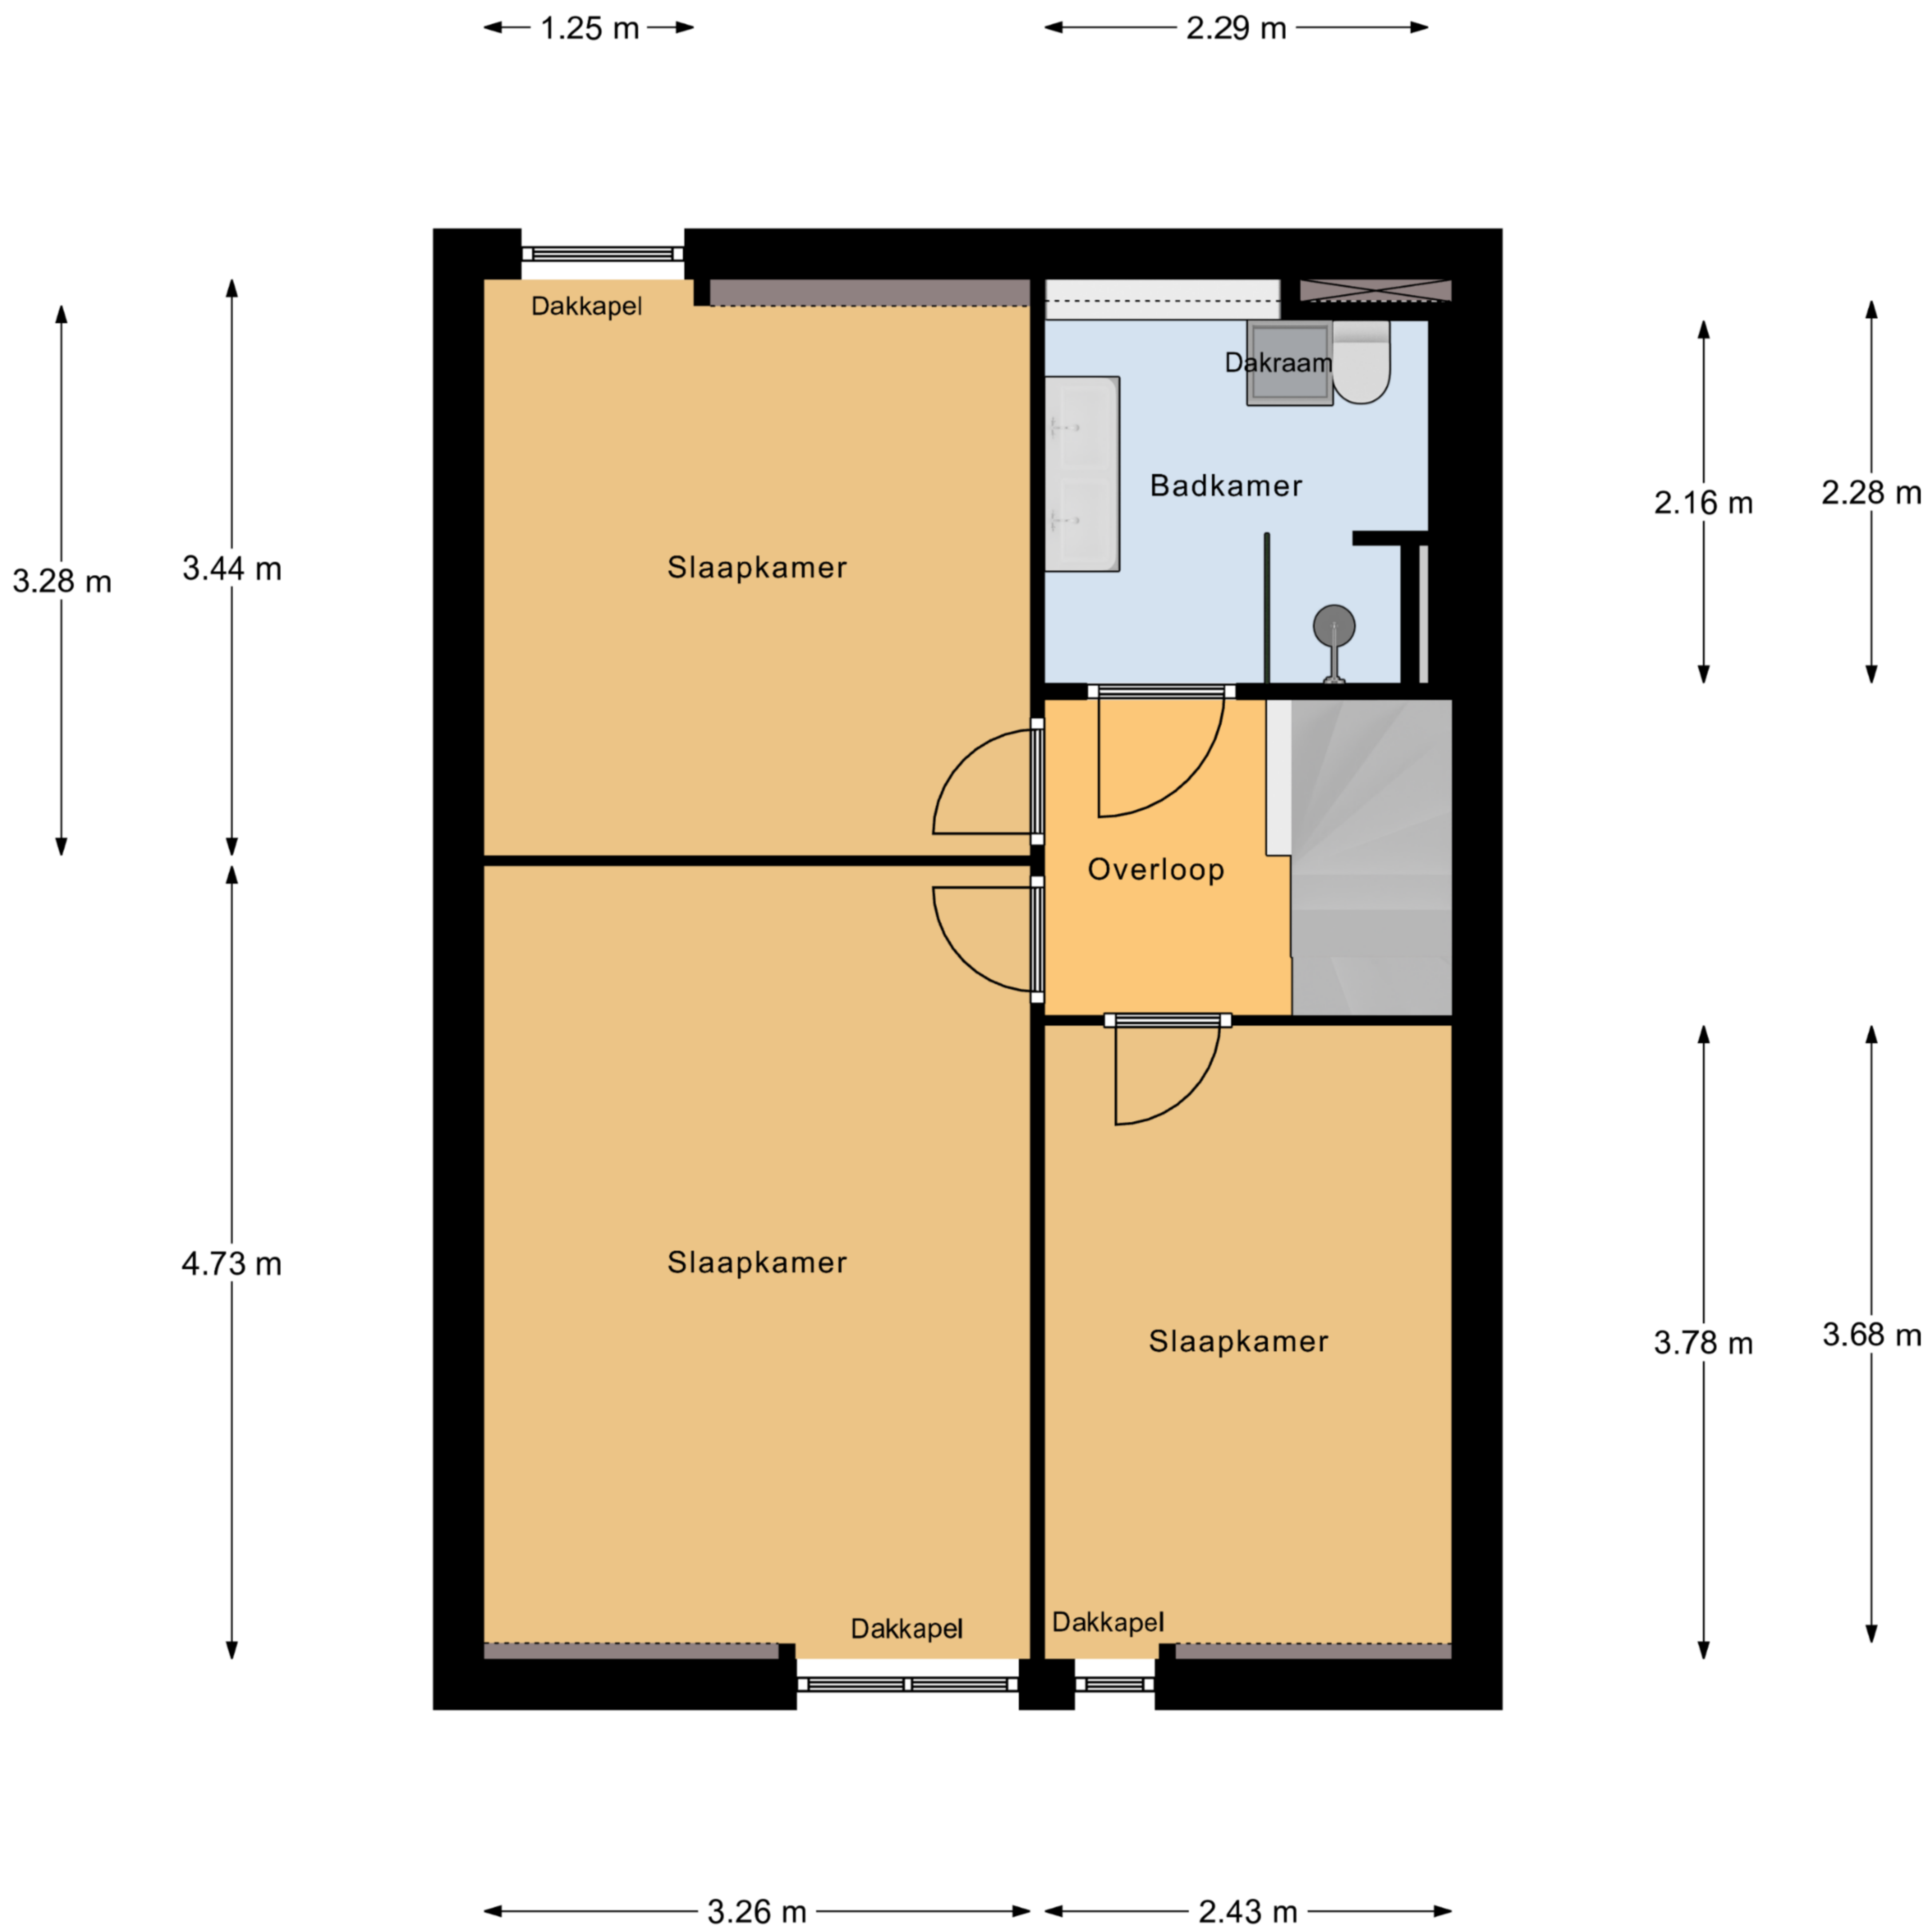 1.25 m
2.29 m
Dakkapel
Dakraam
Badkamer
2.16 m
2.28 m
Slaapkamer
3.44 m
3.28 m
Overloop
Slaapkamer
4.73 m
Slaapkamer
3.78 m
3.68 m
Dakkapel
Dakkapel
3.26 m
2.43 m